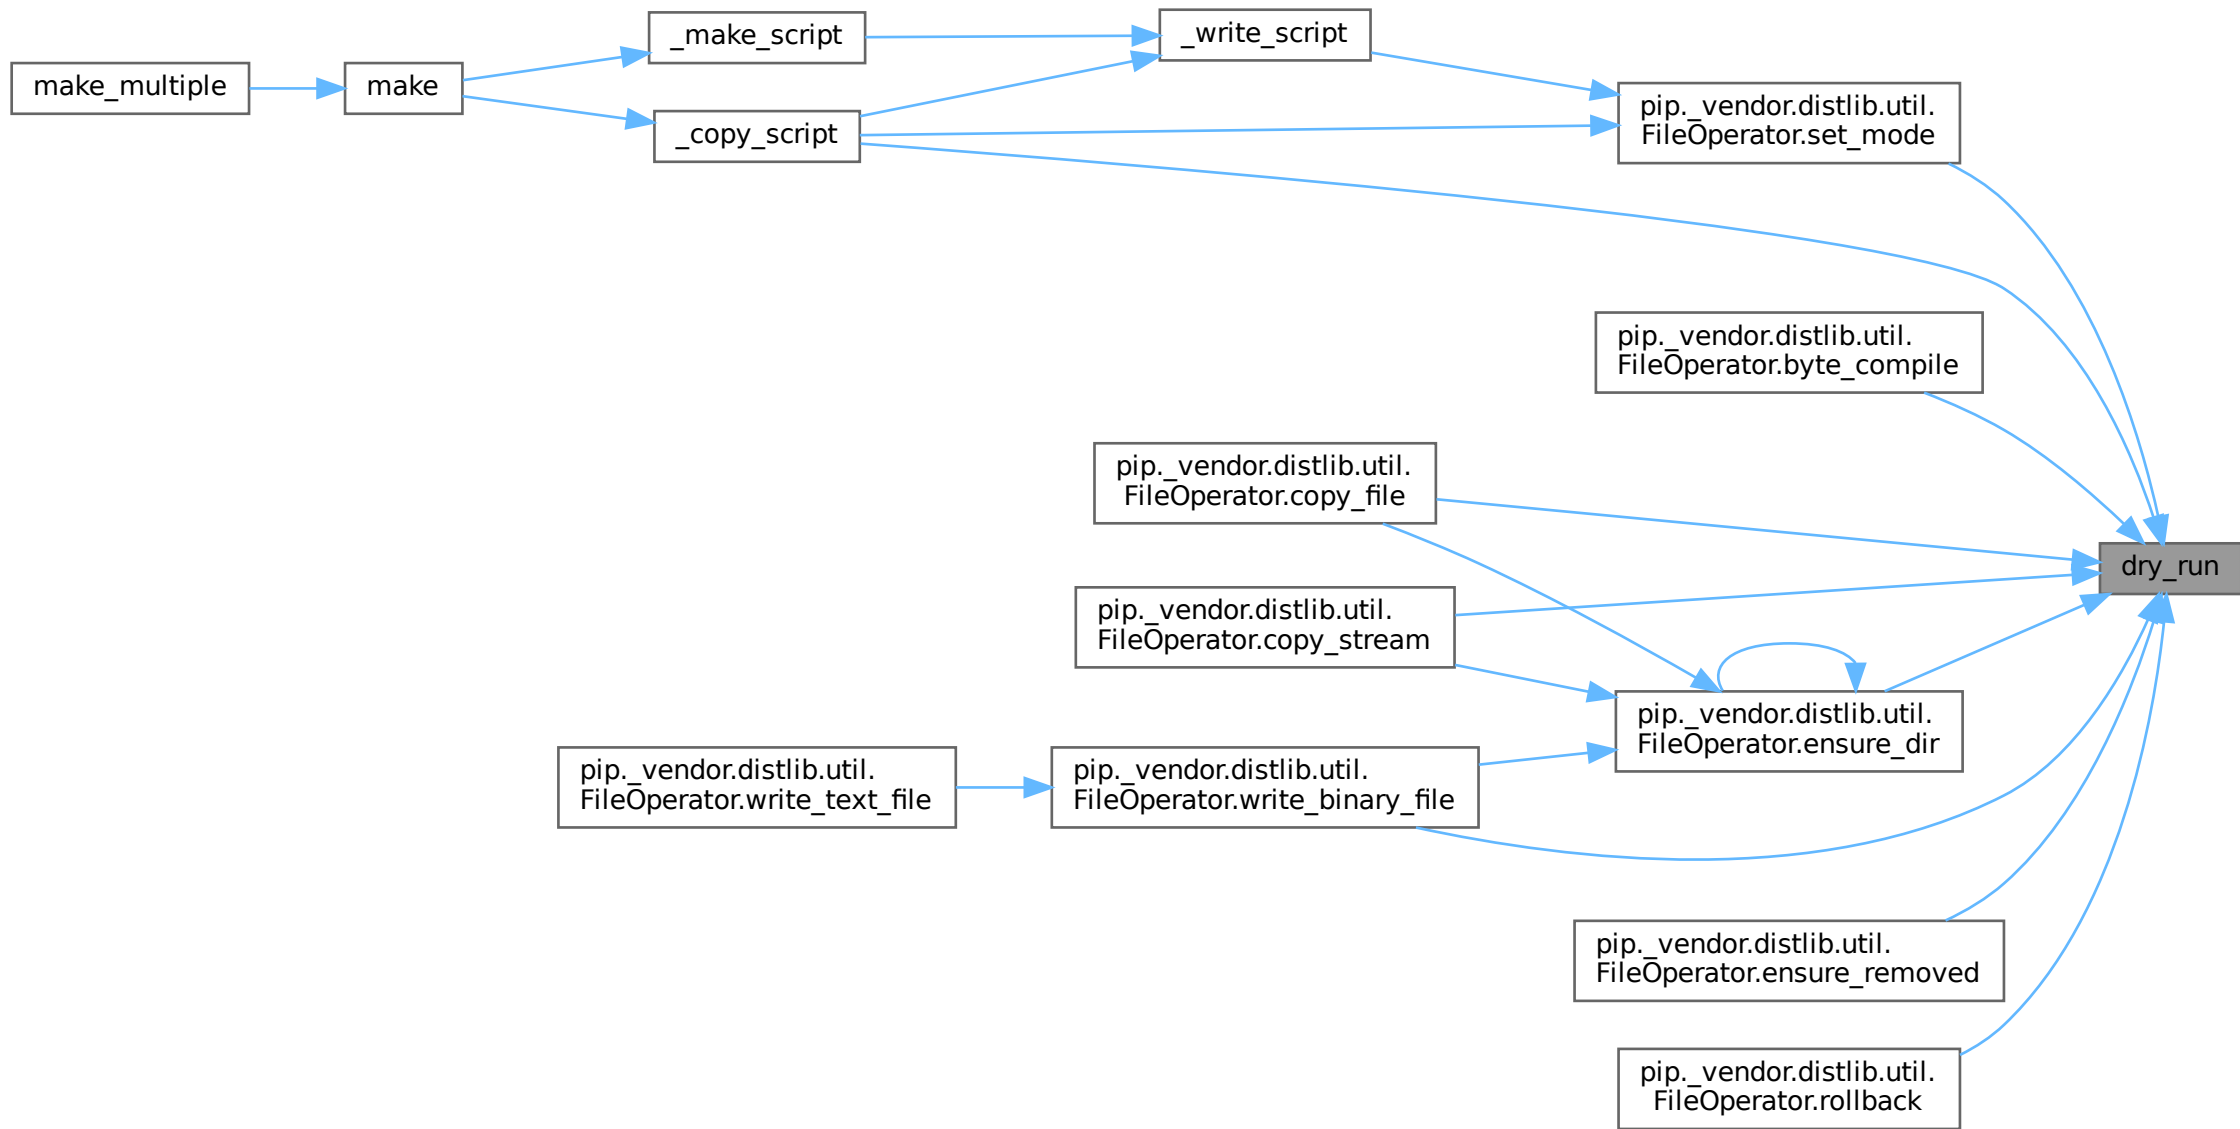 make_multiple
make
_make_script
_copy_script
_write_script
pip._vendor.distlib.util.
FileOperator.set_mode
pip._vendor.distlib.util.
FileOperator.byte_compile
pip._vendor.distlib.util.
FileOperator.copy_file
dry_run
pip._vendor.distlib.util.
FileOperator.copy_stream
pip._vendor.distlib.util.
FileOperator.ensure_dir
pip._vendor.distlib.util.
FileOperator.write_text_file
pip._vendor.distlib.util.
FileOperator.write_binary_file
pip._vendor.distlib.util.
FileOperator.ensure_removed
pip._vendor.distlib.util.
FileOperator.rollback